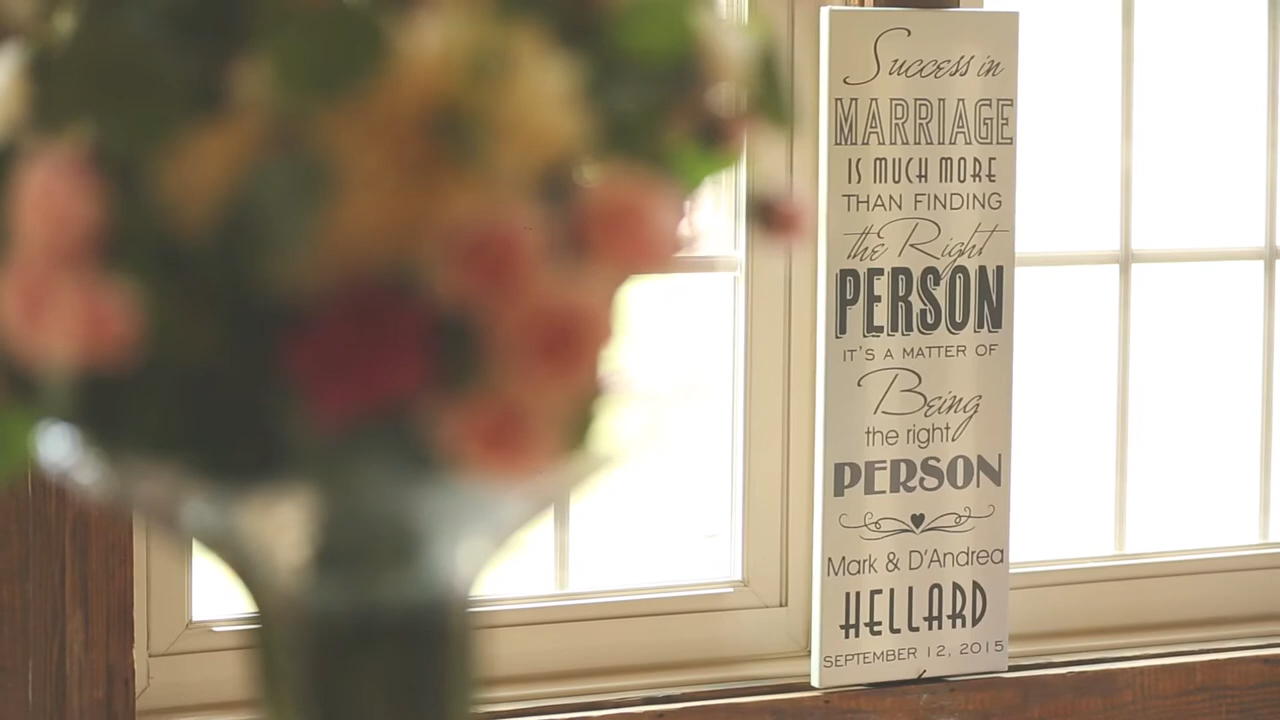 Success in
MARRIAGE
IS MUCH MORE
THAN FINDING
the Right
PERSON
IT'S A MATTER OF
Being
the right
PERSON
Mark & D'Andrea
HELLARD
SEPTEMBER 12, 2015